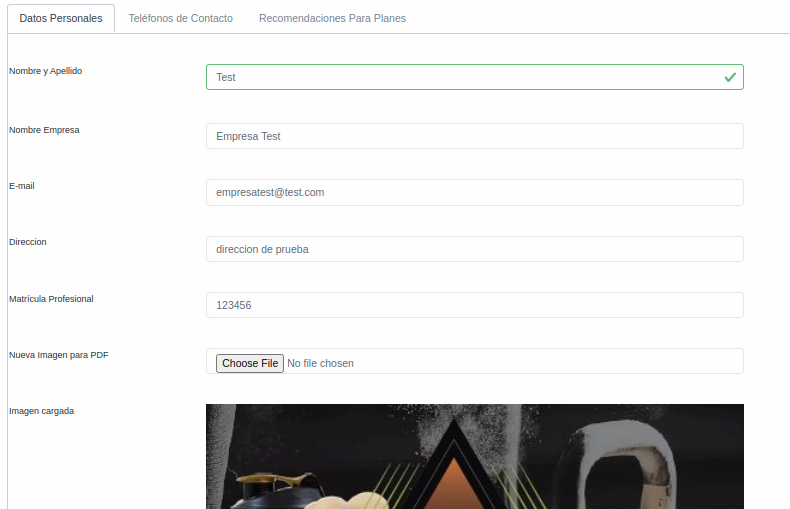 Datos Personales Teléfonos de Contacto Recomendaciones Para Planes
Nombre y Apellido Test
Nombre Empresa Empresa Test
E-mail empresatest@test.com
Direccion direccion de prueba
Matrícula Profesional 123456
Nueva Imagen para PDF Choose File No file chosen
Imagen cargada